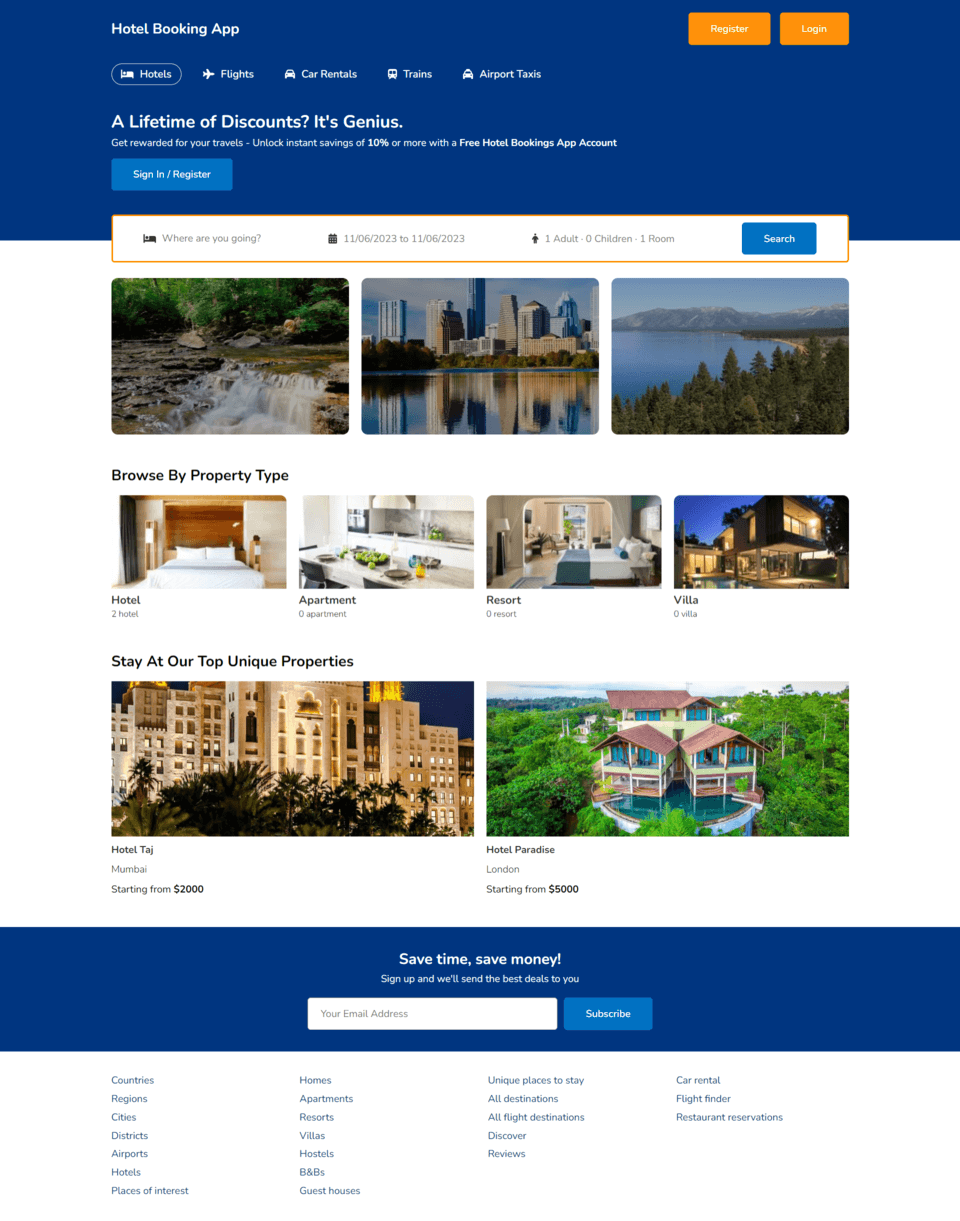 Hotel Booking App
Register
Login
Hotels
Flights
Car Rentals
Trains
Airport Taxis
A Lifetime of Discounts? It's Genius.
Get rewarded for your travels - Unlock instant savings of 10% or more with a Free Hotel Bookings App Account
Sign In / Register
Where are you going?
11/06/2023 to 11/06/2023
1 Adult · 0 Children · 1 Room
Search
Browse By Property Type
Hotel
2 hotel
Apartment
0 apartment
Resort
0 resort
Villa
0 villa
Stay At Our Top Unique Properties
Hotel Taj
Mumbai
Starting from $2000
Hotel Paradise
London
Starting from $5000
Save time, save money!
Sign up and we'll send the best deals to you
Your Email Address
Subscribe
Countries
Regions
Cities
Districts
Airports
Hotels
Places of interest
Homes
Apartments
Resorts
Villas
Hostels
B&Bs
Guest houses
Unique places to stay
All destinations
All flight destinations
Discover
Reviews
Car rental
Flight finder
Restaurant reservations